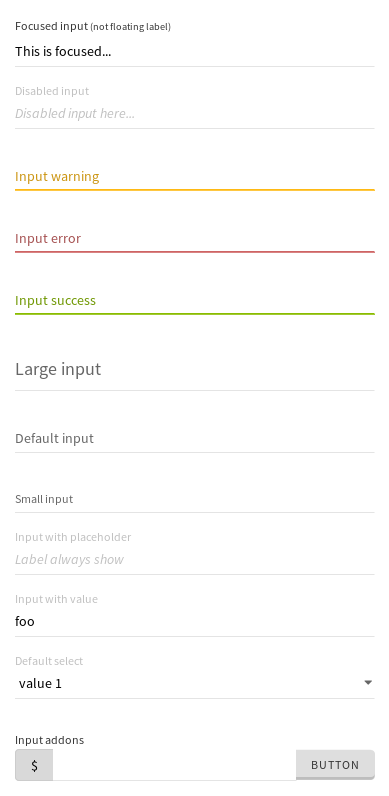 Focused input (not floating label)
This is focused...
Disabled input
Disabled input here...
Input warning
Input error
Input success
Large input
Default input
Small input
Input with placeholder
Label always show
Input with value
foo
Default select
value 1
Input addons
$ BUTTON